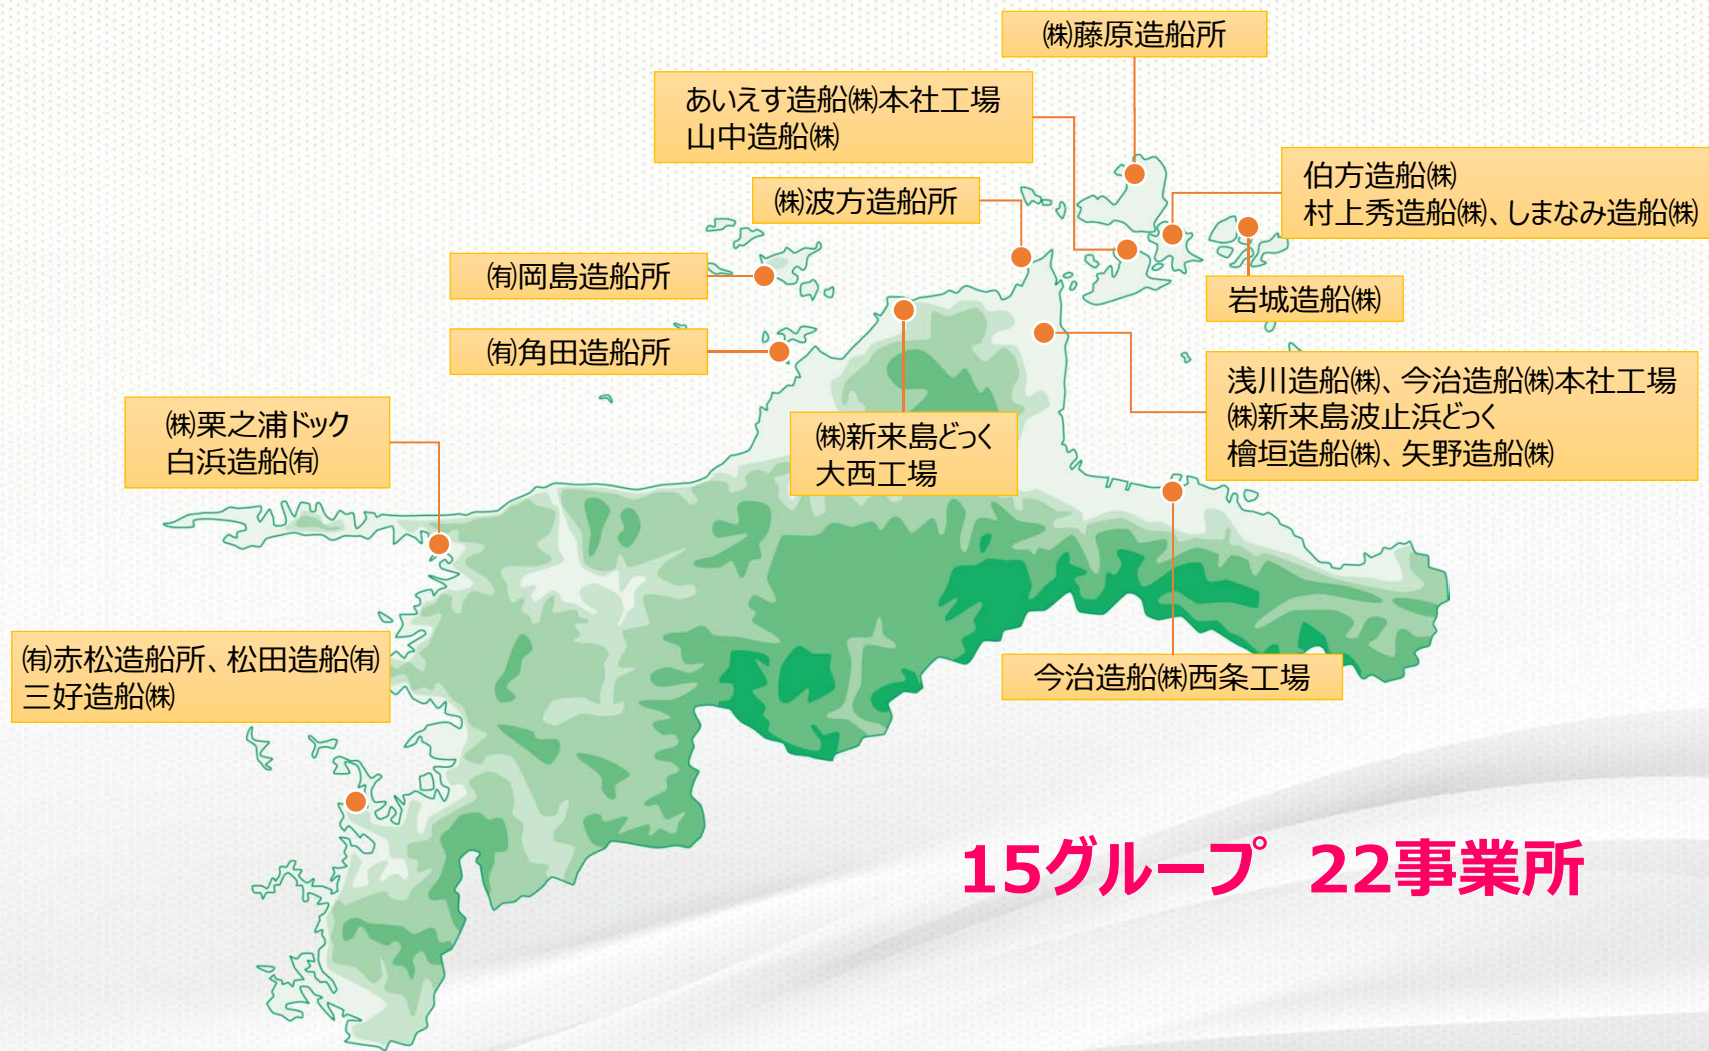 ㈱藤原造船所
あいえす造船㈱本社工場
山中造船㈱
伯方造船㈱
村上秀造船㈱、しまなみ造船㈱
㈱波方造船所
㈲岡島造船所
岩城造船㈱
㈲角田造船所
浅川造船㈱、今治造船㈱本社工場
㈱新来島波止浜どっく
檜垣造船㈱、矢野造船㈱
㈱栗之浦ドック
白浜造船㈲
㈱新来島どっく
大西工場
㈲赤松造船所、松田造船㈲
三好造船㈱
今治造船㈱西条工場
15グループ　22事業所